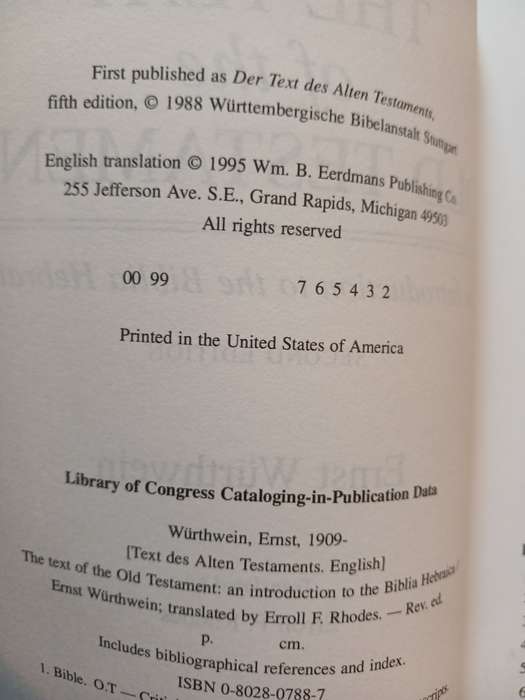 First published as Der Text des Alten Testaments,
fifth edition, © 1988 Württembergische Bibelanstalt Stuttgart
English translation © 1995 Wm. B. Eerdmans Publishing Co.
255 Jefferson Ave. S.E., Grand Rapids, Michigan 49503
All rights reserved
00 99 7 6 5 4 3 2
Printed in the United States of America
Library of Congress Cataloging-in-Publication Data
Würthwein, Ernst, 1909-
[Text des Alten Testaments. English]
The text of the Old Testament: an introduction to the Biblia Hebraica /
Ernst Würthwein; translated by Erroll F. Rhodes. — Rev. ed.
p. cm.
Includes bibliographical references and index.
ISBN 0-8028-0788-7
1. Bible. O.T —